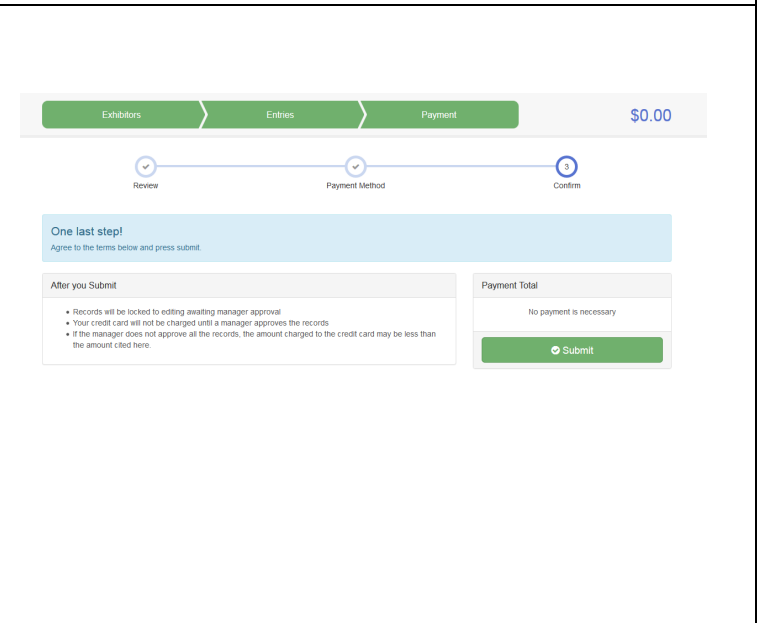 Exhibitors
Entries
Payment
$0.00
3
Review
Payment Method
Confirm
One last step!
Agree to the terms below and press submit.
After you Submit
• Records will be locked to editing awaiting manager approval
• Your credit card will not be charged until a manager approves the records
• If the manager does not approve all the records, the amount charged to the credit card may be less than
the amount cited here.
Payment Total
No payment is necessary
Submit